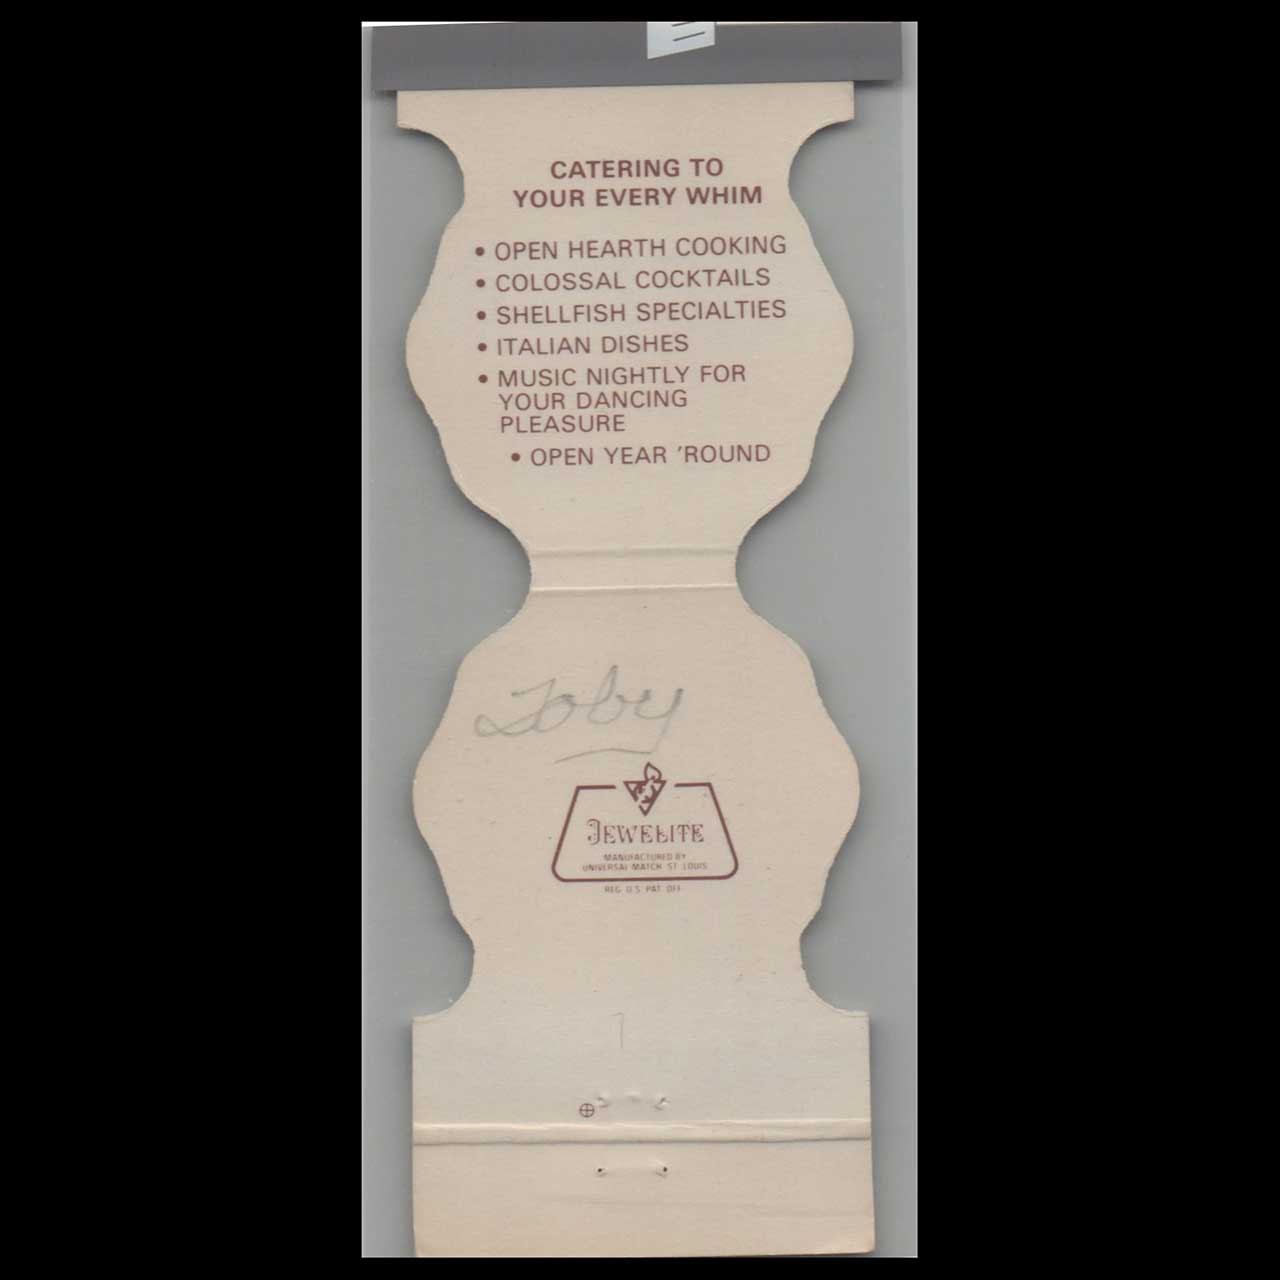 CATERING TO
YOUR EVERY WHIM
• OPEN HEARTH COOKING
• COLOSSAL COCKTAILS
• SHELLFISH SPECIALTIES
• ITALIAN DISHES
• MUSIC NIGHTLY FOR
YOUR DANCING
PLEASURE
• OPEN YEAR 'ROUND
Toby
JEWELITE
MANUFACTURED BY
UNIVERSAL MATCH ST. LOUIS
REG. U.S. PAT. OFF.